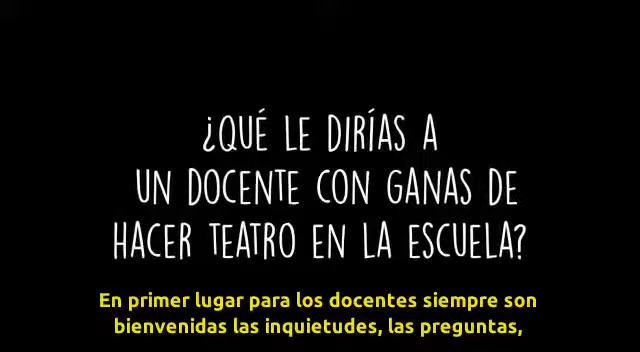 ¿QUÉ LE DIRÍAS A
UN DOCENTE CON GANAS DE
HACER TEATRO EN LA ESCUELA?
En primer lugar para los docentes siempre son
bienvenidas las inquietudes, las preguntas,